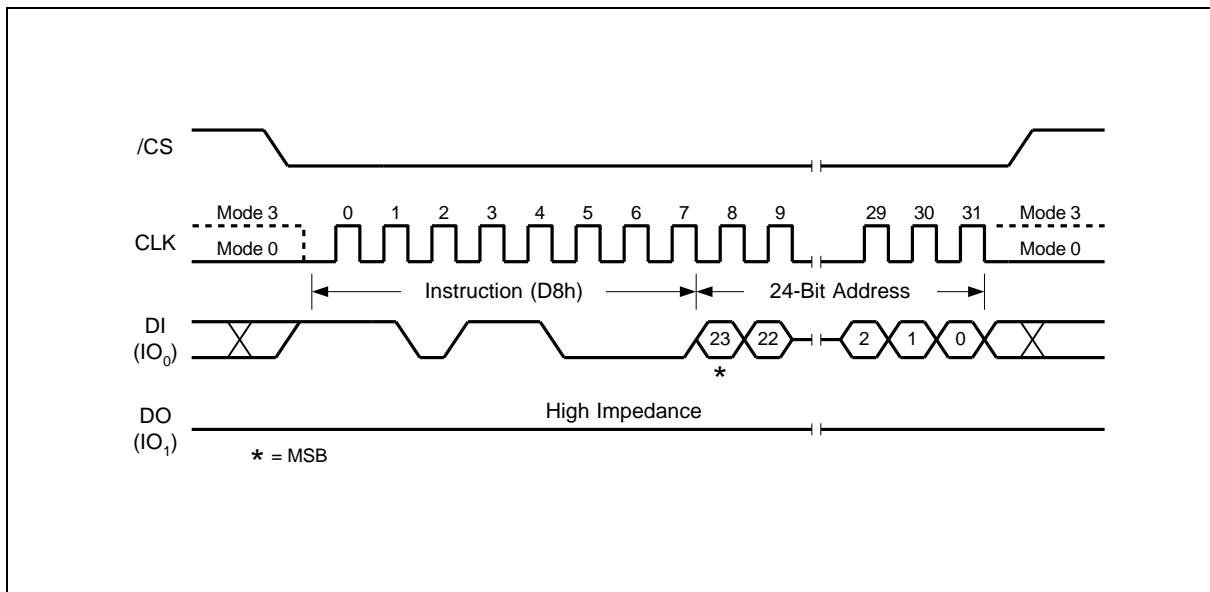 /CS
Mode 3 0 1 2 3 4 5 6 7 8 9 29 30 31 Mode 3
CLK
Mode 0 Mode 0
Instruction (D8h) 24-Bit Address
DI
(IO0)
23 22 2 1 0
*
High Impedance
DO
(IO1)
* = MSB